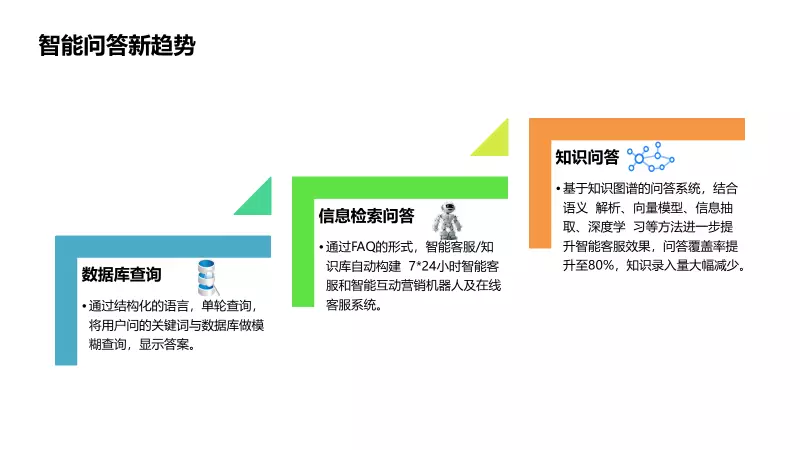 智能问答新趋势
数据库查询
•通过结构化的语言，单轮查询，
将用户问的关键词与数据库做模
糊查询，显示答案。
信息检索问答
•通过FAQ的形式，智能客服/知
识库自动构建 7*24小时智能客
服和智能互动营销机器人及在线
客服系统。
知识问答
•基于知识图谱的问答系统，结合
语义 解析、向量模型、信息抽
取、深度学 习等方法进一步提
升智能客服效果，问答覆盖率提
升至80%，知识录入量大幅减少。